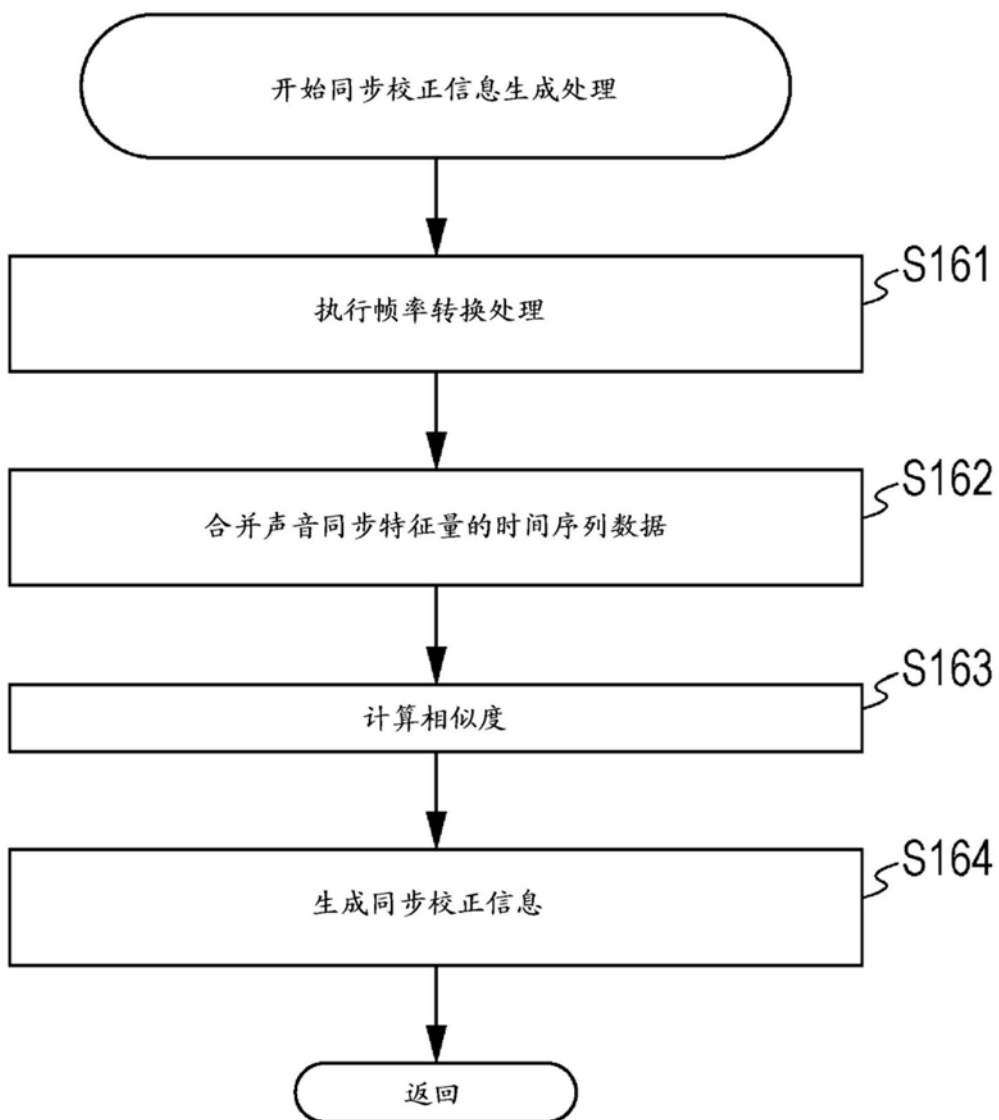 开始同步校正信息生成处理
S161
执行帧率转换处理
S162
合并声音同步特征量的时间序列数据
S163
计算相似度
S164
生成同步校正信息
返回